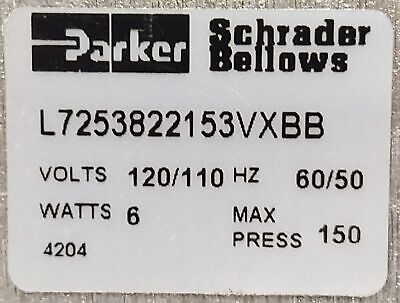 Parker Schrader
Bellows
L7253822153VXBB
VOLTS 120/110 HZ 60/50
WATTS 6 MAX
PRESS 150
4204